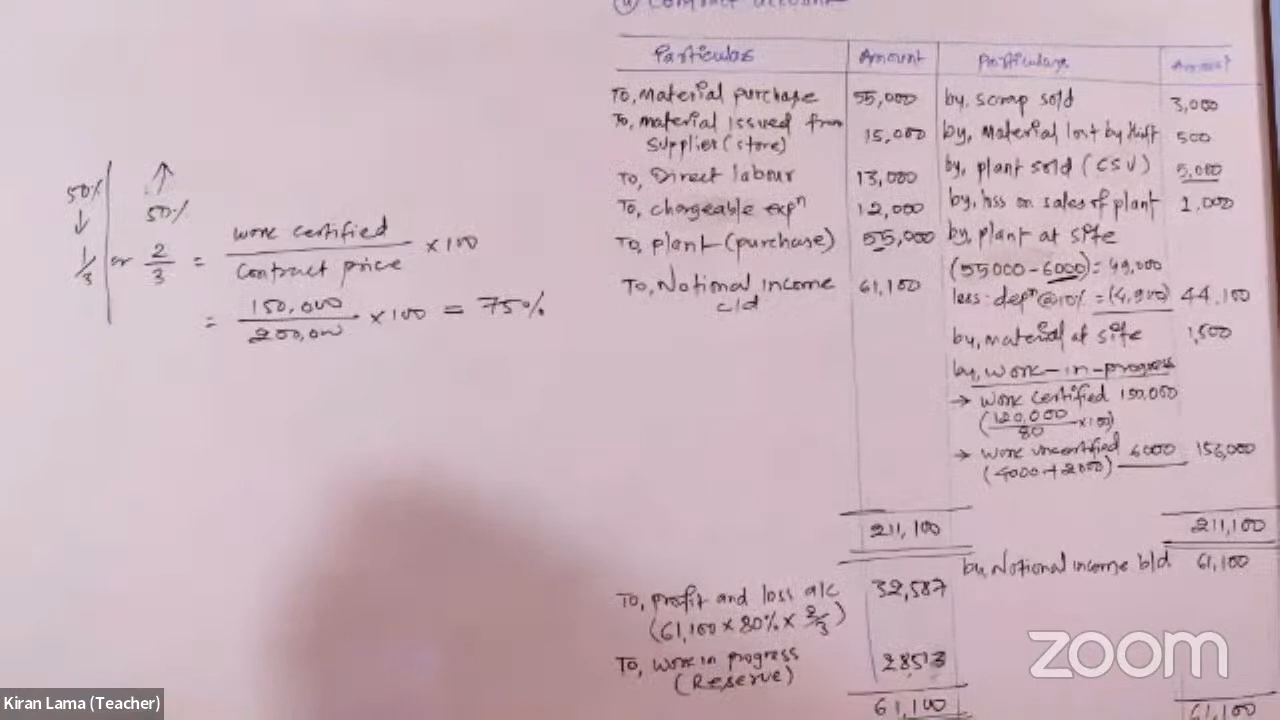 (a) Contract account
Particulars Amount Particulars Amount
To, Material purchase 55,000 by, scrap sold 3,000
To, material issued from supplier (store) 15,000 by, Material lost by theft 500
To, Direct labour 13,000 by, plant sold (CSV) 5,000
To, chargeable expn 12,000 by, loss on sales of plant 1,000
To, plant (purchase) 55,000 by, plant at site
(55000-6000) = 49,000
To, Notional income c/d 61,100 less: depn @10% = (4,900) 44,100
by, material at site 1,500
by, work-in-progress
→ work certified 150,000
(120,000/80 ×100)
→ work uncertified 6000 156,000
(4000+2000)
211,100 211,100
by, Notional income b/d 61,100
To, profit and loss a/c 32,587
(61,100 × 80% × 2/3)
To, work in progress 28,513
(Reserve)
61,100 61,100
50% ↓ 1/3 or ↑ 50% 2/3 = work certified / contract price ×100
= 150,000 / 200,000 ×100 = 75%
zoom
Kiran Lama (Teacher)